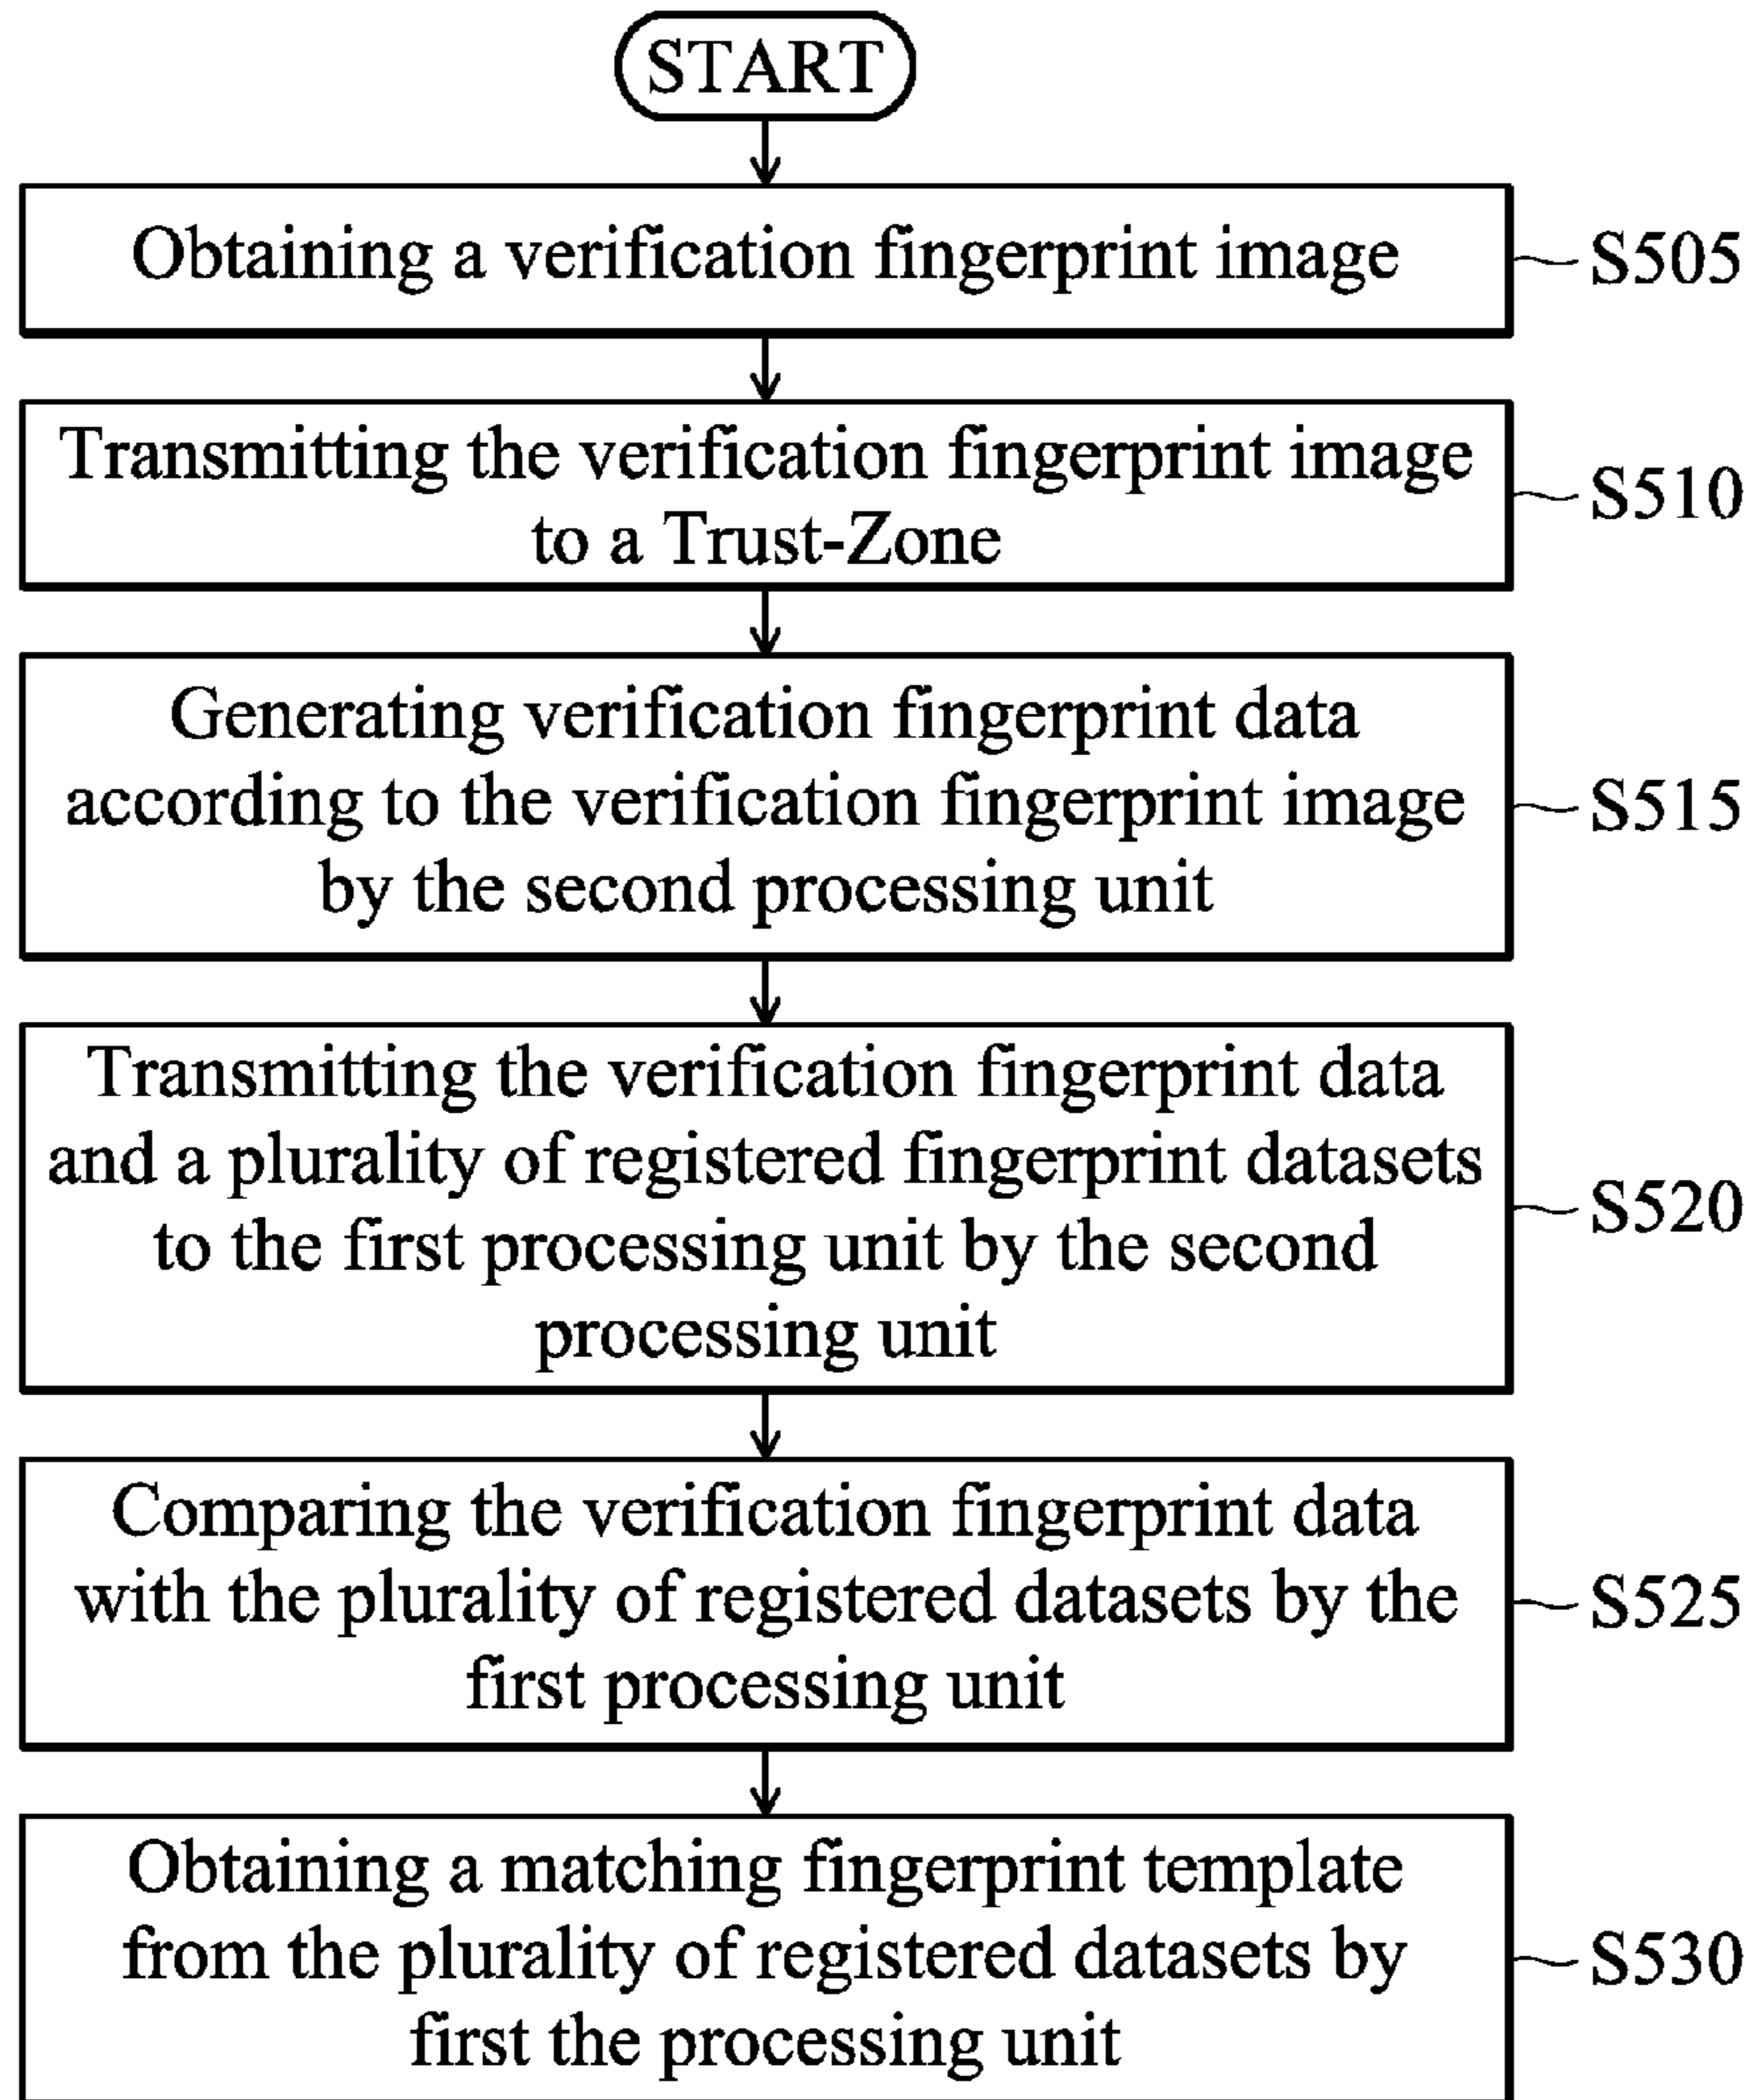 START
Obtaining a verification fingerprint image
S505
Transmitting the verification fingerprint image
to a Trust-Zone
S510
Generating verification fingerprint data
according to the verification fingerprint image
by the second processing unit
S515
Transmitting the verification fingerprint data
and a plurality of registered fingerprint datasets
to the first processing unit by the second
processing unit
S520
Comparing the verification fingerprint data
with the plurality of registered datasets by the
first processing unit
S525
Obtaining a matching fingerprint template
from the plurality of registered datasets by
first the processing unit
S530